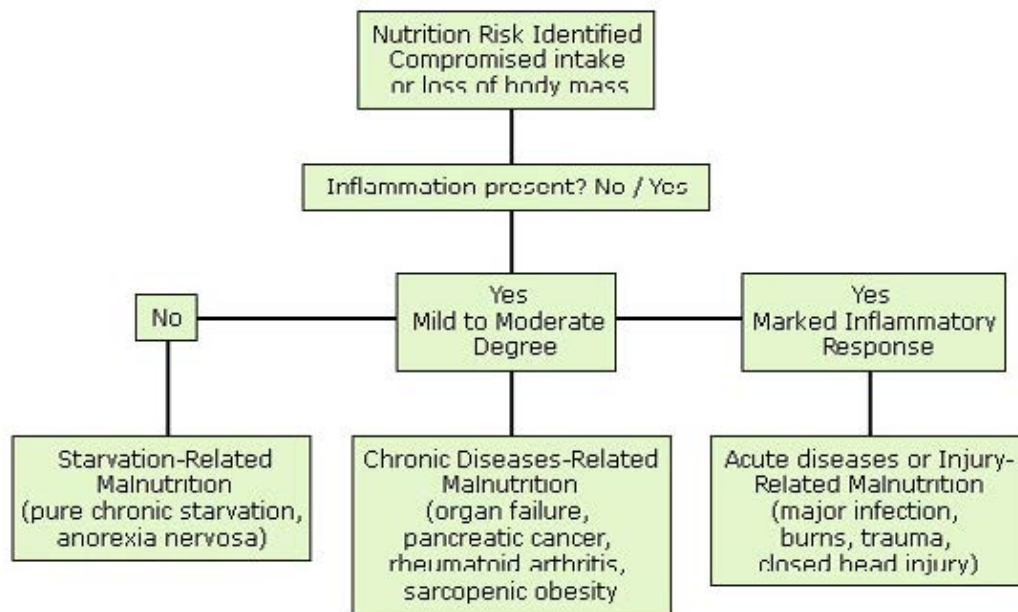 Nutrition Risk Identified
Compromised intake
or loss of body mass
Inflammation present? No / Yes
No
Yes
Mild to Moderate
Degree
Yes
Marked Inflammatory
Response
Starvation-Related
Malnutrition
(pure chronic starvation,
anorexia nervosa)
Chronic Diseases-Related
Malnutrition
(organ failure,
pancreatic cancer,
rheumatoid arthritis,
sarcopenic obesity
Acute diseases or Injury-
Related Malnutrition
(major infection,
burns, trauma,
closed head injury)